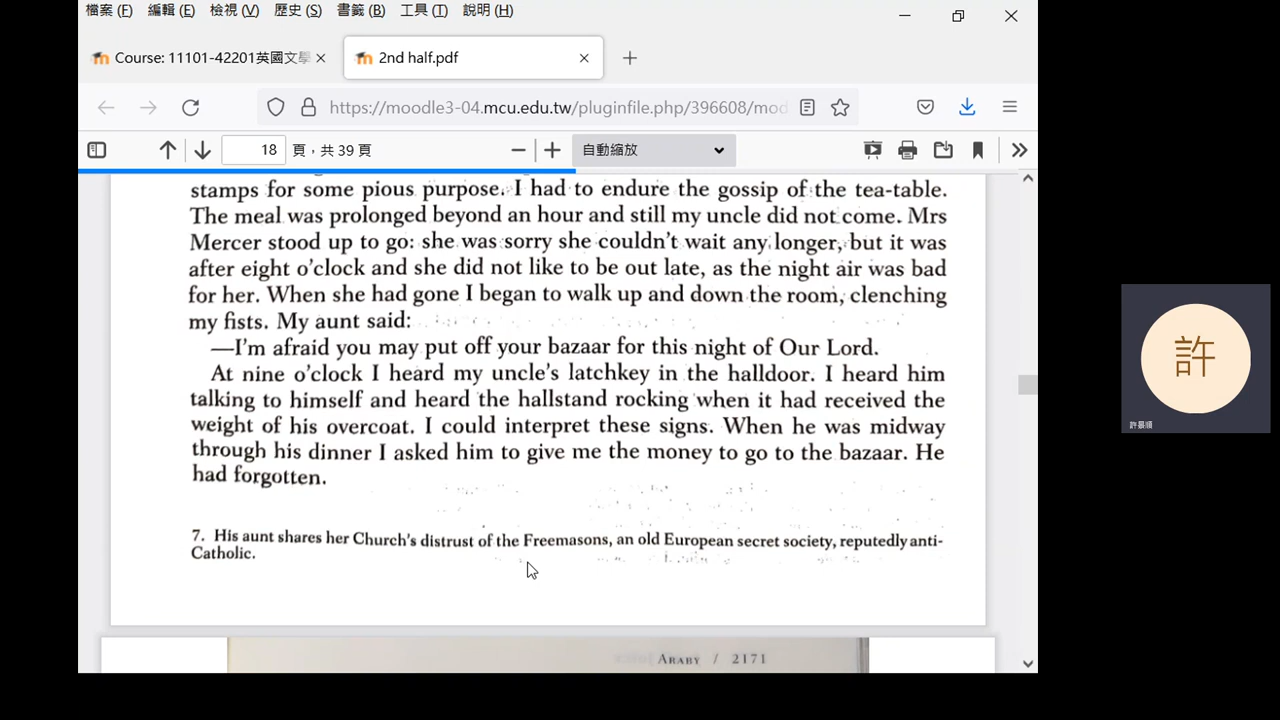 檔案 (F) 編輯 (E) 檢視 (V) 歷史 (S) 書籤 (B) 工具 (T) 說明 (H)
Course: 11101-42201英國文學
2nd half.pdf
https://moodle3-04.mcu.edu.tw/pluginfile.php/396608/mod
18 頁，共 39 頁
自動縮放
stamps for some pious purpose. I had to endure the gossip of the tea-table.
The meal was prolonged beyond an hour and still my uncle did not come. Mrs
Mercer stood up to go: she was sorry she couldn't wait any longer, but it was
after eight o'clock and she did not like to be out late, as the night air was bad
for her. When she had gone I began to walk up and down the room, clenching
my fists. My aunt said:
—I'm afraid you may put off your bazaar for this night of Our Lord.
At nine o'clock I heard my uncle's latchkey in the halldoor. I heard him
talking to himself and heard the hallstand rocking when it had received the
weight of his overcoat. I could interpret these signs. When he was midway
through his dinner I asked him to give me the money to go to the bazaar. He
had forgotten.
7. His aunt shares her Church's distrust of the Freemasons, an old European secret society, reputedly anti-
Catholic.
ARABY / 2171
許
許景順